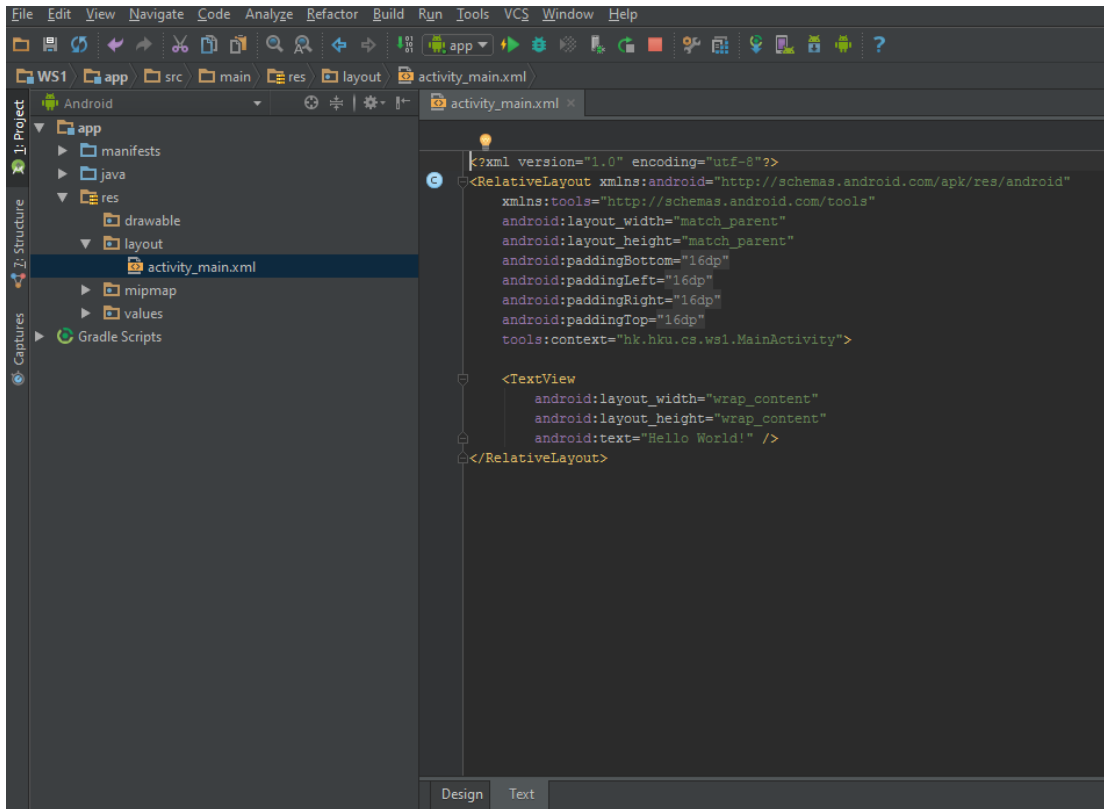 File Edit View Navigate Code Analyze Refactor Build Run Tools VCS Window Help
app
WS1 app src main res layout activity_main.xml
1: Project
7: Structure
Captures
Android
app
manifests
java
res
drawable
layout
activity_main.xml
mipmap
values
Gradle Scripts
activity_main.xml
<?xml version="1.0" encoding="utf-8"?>
C
<RelativeLayout xmlns:android="http://schemas.android.com/apk/res/android"
xmlns:tools="http://schemas.android.com/tools"
android:layout_width="match_parent"
android:layout_height="match_parent"
android:paddingBottom="16dp"
android:paddingLeft="16dp"
android:paddingRight="16dp"
android:paddingTop="16dp"
tools:context="hk.hku.cs.ws1.MainActivity">
<TextView
android:layout_width="wrap_content"
android:layout_height="wrap_content"
android:text="Hello World!" />
</RelativeLayout>
Design Text